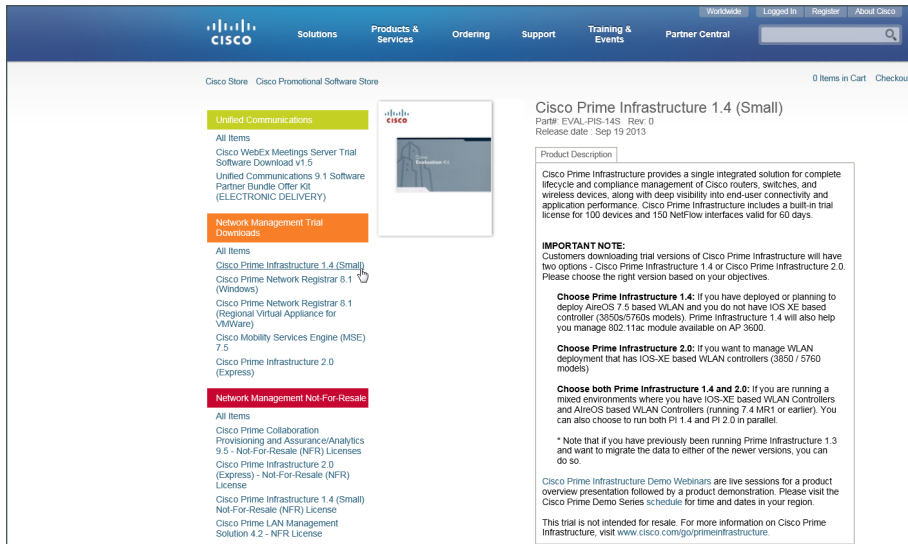 Worldwide Logged In Register About Cisco
CISCO
Solutions
Products &
Services
Ordering
Support
Training &
Events
Partner Central
Cisco Store Cisco Promotional Software Store
0 Items in Cart Checkou
Unified Communications
All Items
Cisco WebEx Meetings Server Trial
Software Download v1.5
Unified Communications 9.1 Software
Partner Bundle Offer Kit
(ELECTRONIC DELIVERY)
Network Management Trial
Downloads
All Items
Cisco Prime Infrastructure 1.4 (Small)
Cisco Prime Network Registrar 8.1
(Windows)
Cisco Prime Network Registrar 8.1
(Regional Virtual Appliance for
VMWare)
Cisco Mobility Services Engine (MSE)
7.5
Cisco Prime Infrastructure 2.0
(Express)
Network Management Not-For-Resale
All Items
Cisco Prime Collaboration
Provisioning and Assurance/Analytics
9.5 - Not-For-Resale (NFR) Licenses
Cisco Prime Infrastructure 2.0
(Express) - Not-For-Resale (NFR)
License
Cisco Prime Infrastructure 1.4 (Small)
Not-For-Resale (NFR) License
Cisco Prime LAN Management
Solution 4.2 - NFR License
CISCO
Evaluation Kit
Cisco Prime Infrastructure 1.4 (Small)
Part#: EVAL-PIS-14S Rev: 0
Release date : Sep 19 2013
Product Description
Cisco Prime Infrastructure provides a single integrated solution for complete
lifecycle and compliance management of Cisco routers, switches, and
wireless devices, along with deep visibility into end-user connectivity and
application performance. Cisco Prime Infrastructure includes a built-in trial
license for 100 devices and 150 NetFlow interfaces valid for 60 days.
IMPORTANT NOTE:
Customers downloading trial versions of Cisco Prime Infrastructure will have
two options - Cisco Prime Infrastructure 1.4 or Cisco Prime Infrastructure 2.0.
Please choose the right version based on your objectives.
Choose Prime Infrastructure 1.4: If you have deployed or planning to
deploy AireOS 7.5 based WLAN and you do not have IOS XE based
controller (3850s/5760s models). Prime Infrastructure 1.4 will also help
you manage 802.11ac module available on AP 3600.
Choose Prime Infrastructure 2.0: If you want to manage WLAN
deployment that has IOS-XE based WLAN controllers (3850 / 5760
models)
Choose both Prime Infrastructure 1.4 and 2.0: If you are running a
mixed environments where you have IOS-XE based WLAN Controllers
and AIreOS based WLAN Controllers (running 7.4 MR1 or earlier). You
can also choose to run both PI 1.4 and PI 2.0 in parallel.
* Note that if you have previously been running Prime Infrastructure 1.3
and want to migrate the data to either of the newer versions, you can
do so.
Cisco Prime Infrastructure Demo Webinars are live sessions for a product
overview presentation followed by a product demonstration. Please visit the
Cisco Prime Demo Series schedule for time and dates in your region.
This trial is not intended for resale. For more information on Cisco Prime
Infrastructure, visit www.cisco.com/go/primeinfrastructure.